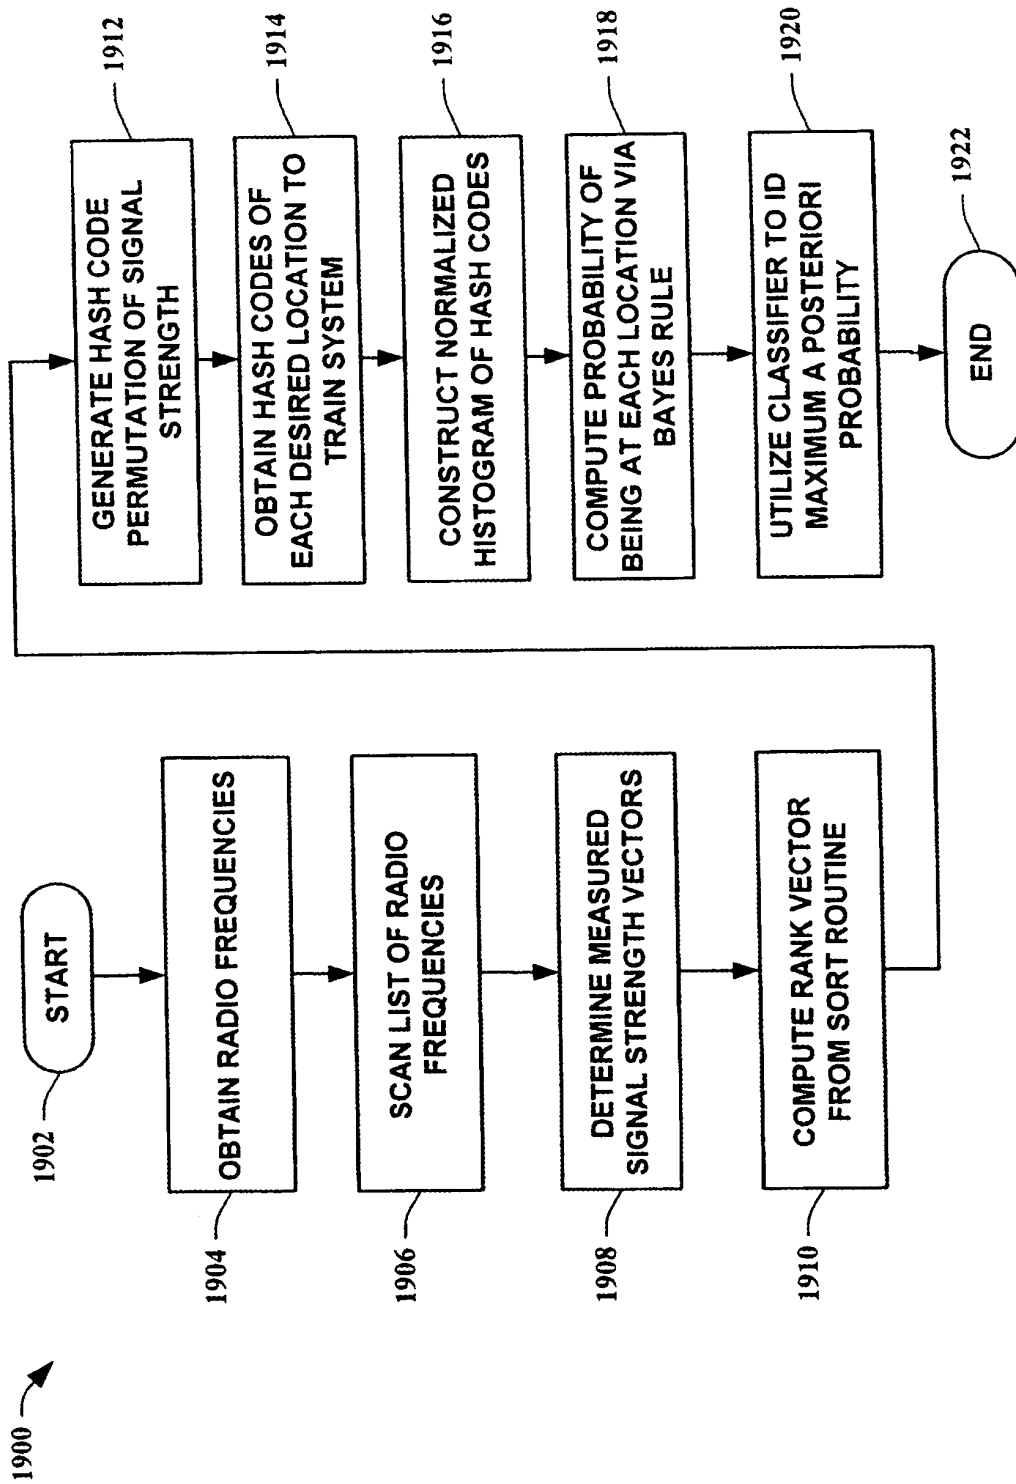 1900
START
1902
OBTAIN RADIO FREQUENCIES
1904
SCAN LIST OF RADIO
FREQUENCIES
1906
DETERMINE MEASURED
SIGNAL STRENGTH VECTORS
1908
COMPUTE RANK VECTOR
FROM SORT ROUTINE
1910
GENERATE HASH CODE
PERMUTATION OF SIGNAL
STRENGTH
1912
OBTAIN HASH CODES OF
EACH DESIRED LOCATION TO
TRAIN SYSTEM
1914
CONSTRUCT NORMALIZED
HISTOGRAM OF HASH CODES
1916
COMPUTE PROBABILITY OF
BEING AT EACH LOCATION VIA
BAYES RULE
1918
UTILIZE CLASSIFIER TO ID
MAXIMUM A POSTERIORI
PROBABILITY
1920
END
1922